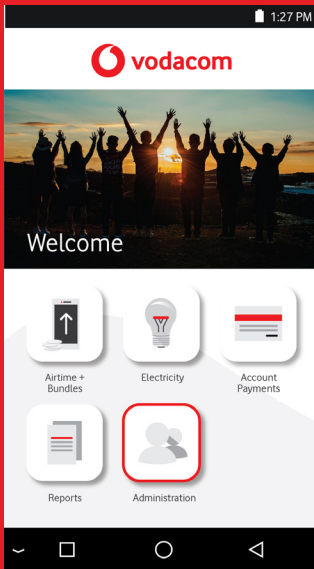 1:27 PM
vodacom
Welcome
Airtime +
Bundles
Electricity
Account
Payments
Reports
Administration